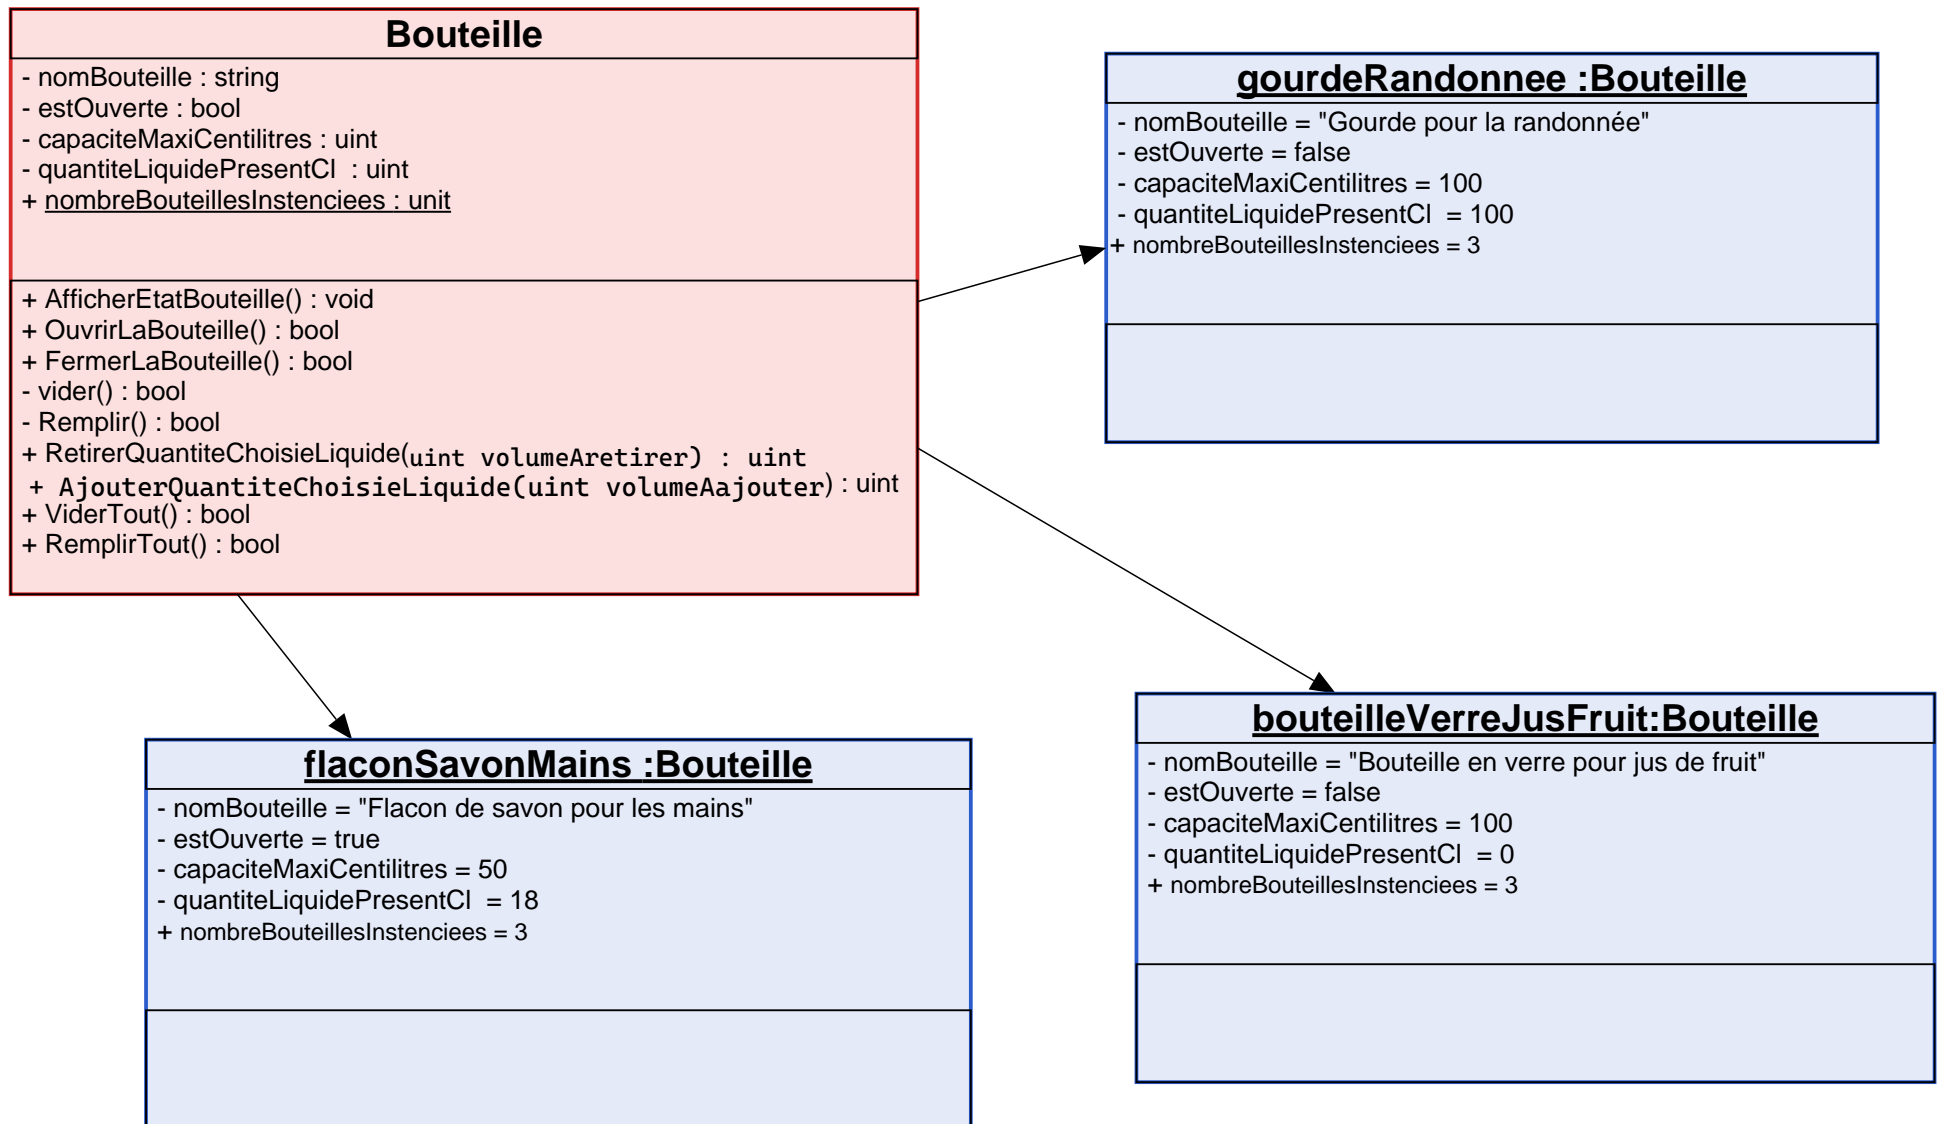 Bouteille
- nomBouteille : string
- estOuverte : bool
- capaciteMaxiCentilitres : uint
- quantiteLiquidePresentCl  : uint
+ nombreBouteillesInstenciees : unit
+ AfficherEtatBouteille() : void
+ OuvrirLaBouteille() : bool
+ FermerLaBouteille() : bool
- vider() : bool
- Remplir() : bool
+ RetirerQuantiteChoisieLiquide(uint volumeAretirer) : uint
+ AjouterQuantiteChoisieLiquide(uint volumeAajouter) : uint
+ ViderTout() : bool
+ RemplirTout() : bool
gourdeRandonnee :Bouteille
- nomBouteille = "Gourde pour la randonnée"
- estOuverte = false
- capaciteMaxiCentilitres = 100
- quantiteLiquidePresentCl  = 100
+ nombreBouteillesInstenciees = 3
flaconSavonMains :Bouteille
- nomBouteille = "Flacon de savon pour les mains"
- estOuverte = true
- capaciteMaxiCentilitres = 50
- quantiteLiquidePresentCl  = 18
+ nombreBouteillesInstenciees = 3
bouteilleVerreJusFruit:Bouteille
- nomBouteille = "Bouteille en verre pour jus de fruit"
- estOuverte = false
- capaciteMaxiCentilitres = 100
- quantiteLiquidePresentCl  = 0
+ nombreBouteillesInstenciees = 3